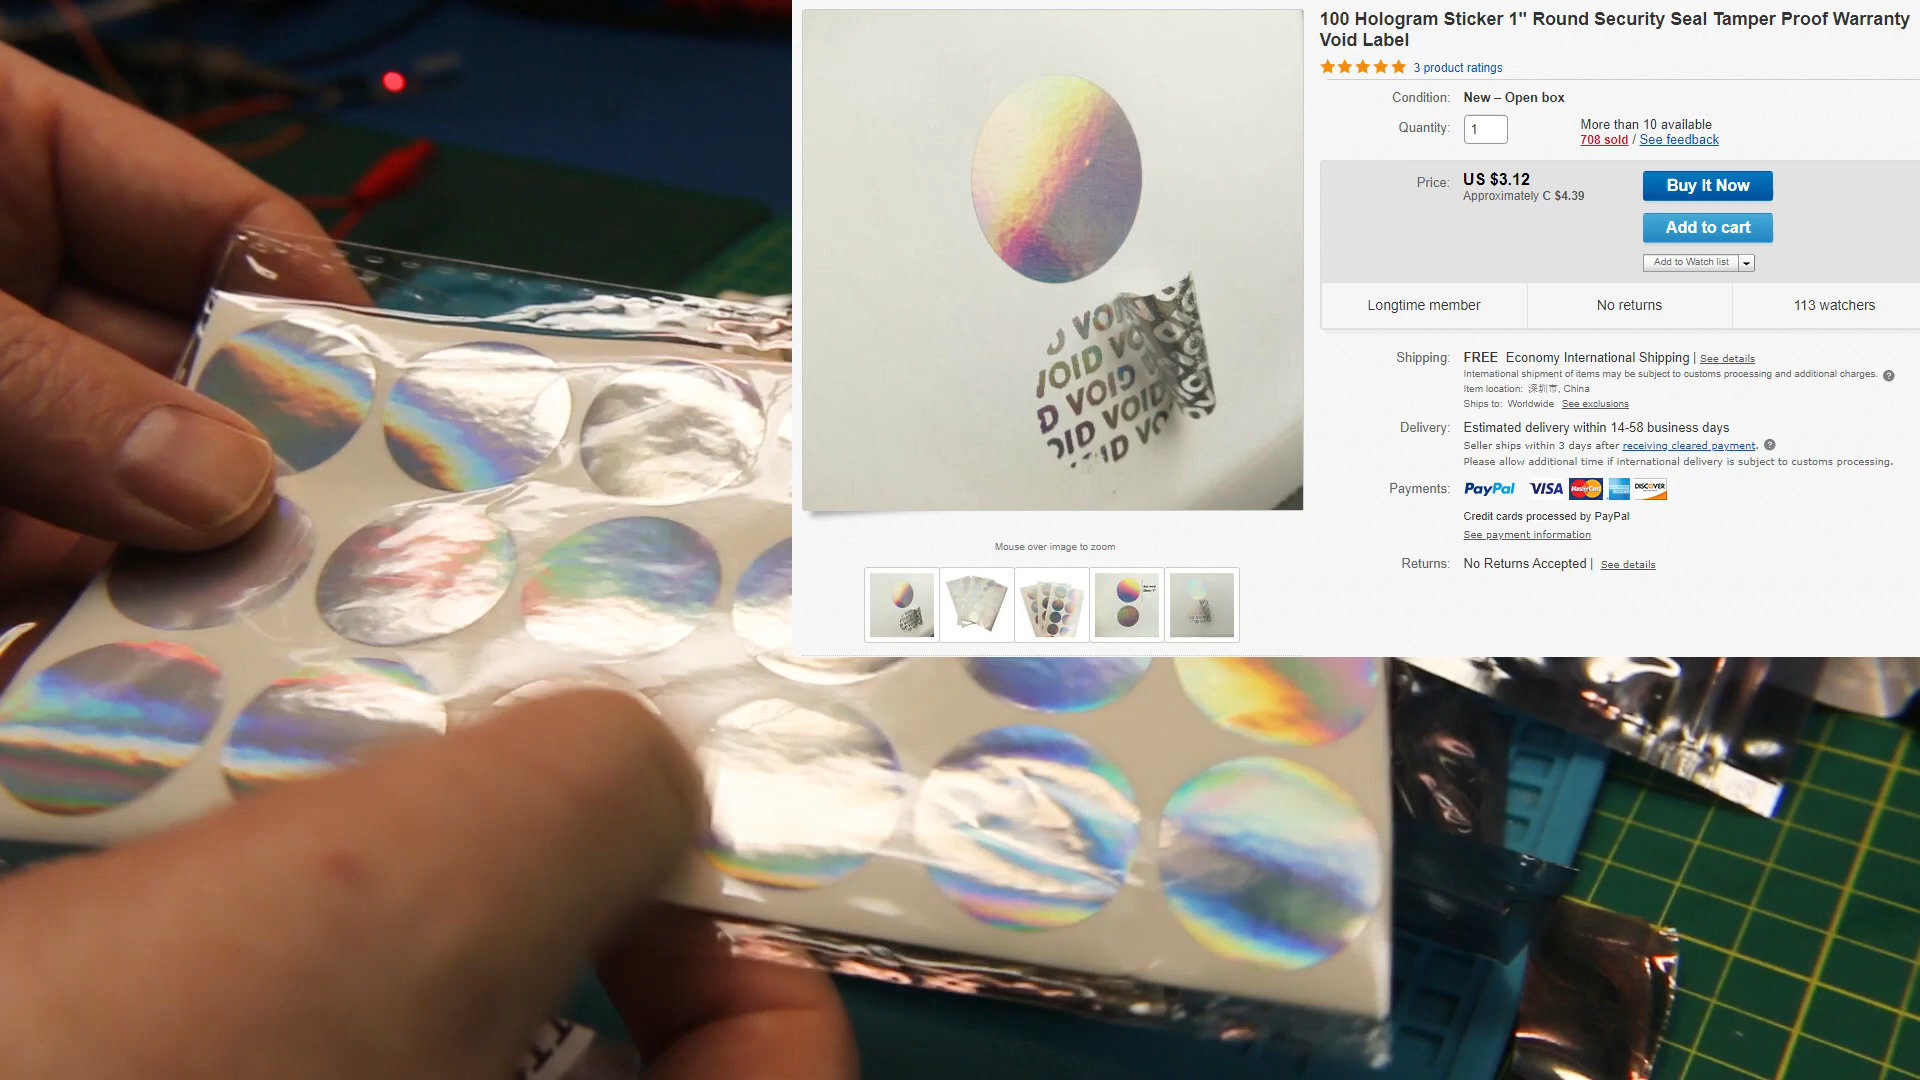 100 Hologram Sticker 1" Round Security Seal Tamper Proof Warranty
Void Label
3 product ratings
Condition: New – Open box
Quantity: 1
More than 10 available
708 sold / See feedback
Price: US $3.12
Approximately C $4.39
Buy It Now
Add to cart
Add to Watch list
Longtime member
No returns
113 watchers
Shipping: FREE Economy International Shipping | See details
International shipment of items may be subject to customs processing and additional charges. ?
Item location: 深圳市, China
Ships to: Worldwide See exclusions
Delivery: Estimated delivery within 14-58 business days
Seller ships within 3 days after receiving cleared payment. ?
Please allow additional time if international delivery is subject to customs processing.
Payments: PayPal VISA MasterCard DISCOVER
Credit cards processed by PayPal
See payment information
Returns: No Returns Accepted | See details
VOID
VOID
D VOID
VOID
Mouse over image to zoom